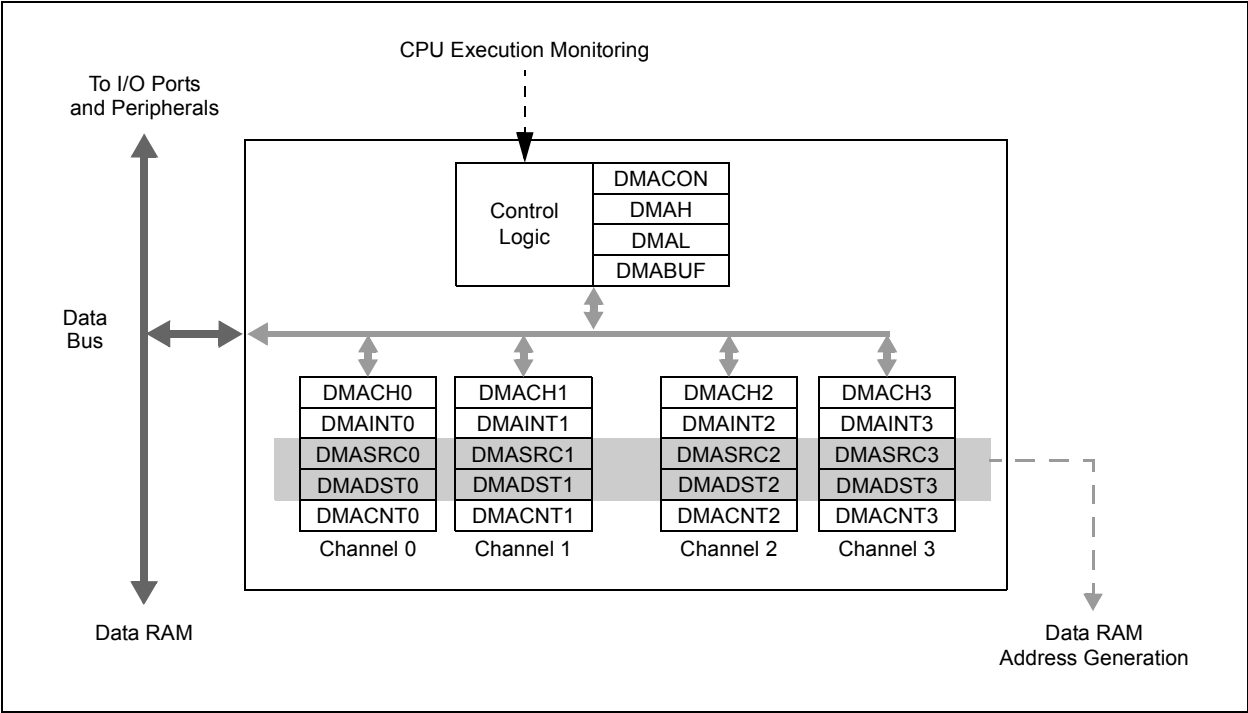 CPU Execution Monitoring
To I/O Ports
and Peripherals
Control
Logic
DMACON
DMAH
DMAL
DMABUF
Data
Bus
DMACH0
DMAINT0
DMASRC0
DMADST0
DMACNT0
Channel 0
DMACH1
DMAINT1
DMASRC1
DMADST1
DMACNT1
Channel 1
DMACH2
DMAINT2
DMASRC2
DMADST2
DMACNT2
Channel 2
DMACH3
DMAINT3
DMASRC3
DMADST3
DMACNT3
Channel 3
Data RAM
Data RAM
Address Generation